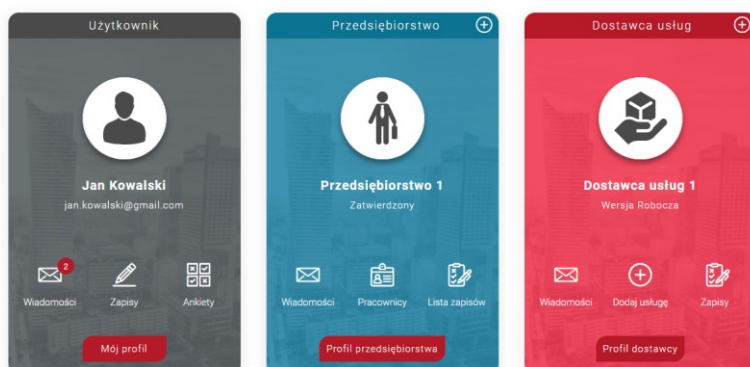 Użytkownik
Jan Kowalski
jan.kowalski@gmail.com
2
Wiadomości Zapisy Ankiety
Mój profil
Przedsiębiorstwo
Przedsiębiorstwo 1
Zatwierdzony
Wiadomości Pracownicy Lista zapisów
Profil przedsiębiorstwa
Dostawca usług
Dostawca usług 1
Wersja Robocza
Wiadomości Dodaj usługę Zapisy
Profil dostawcy